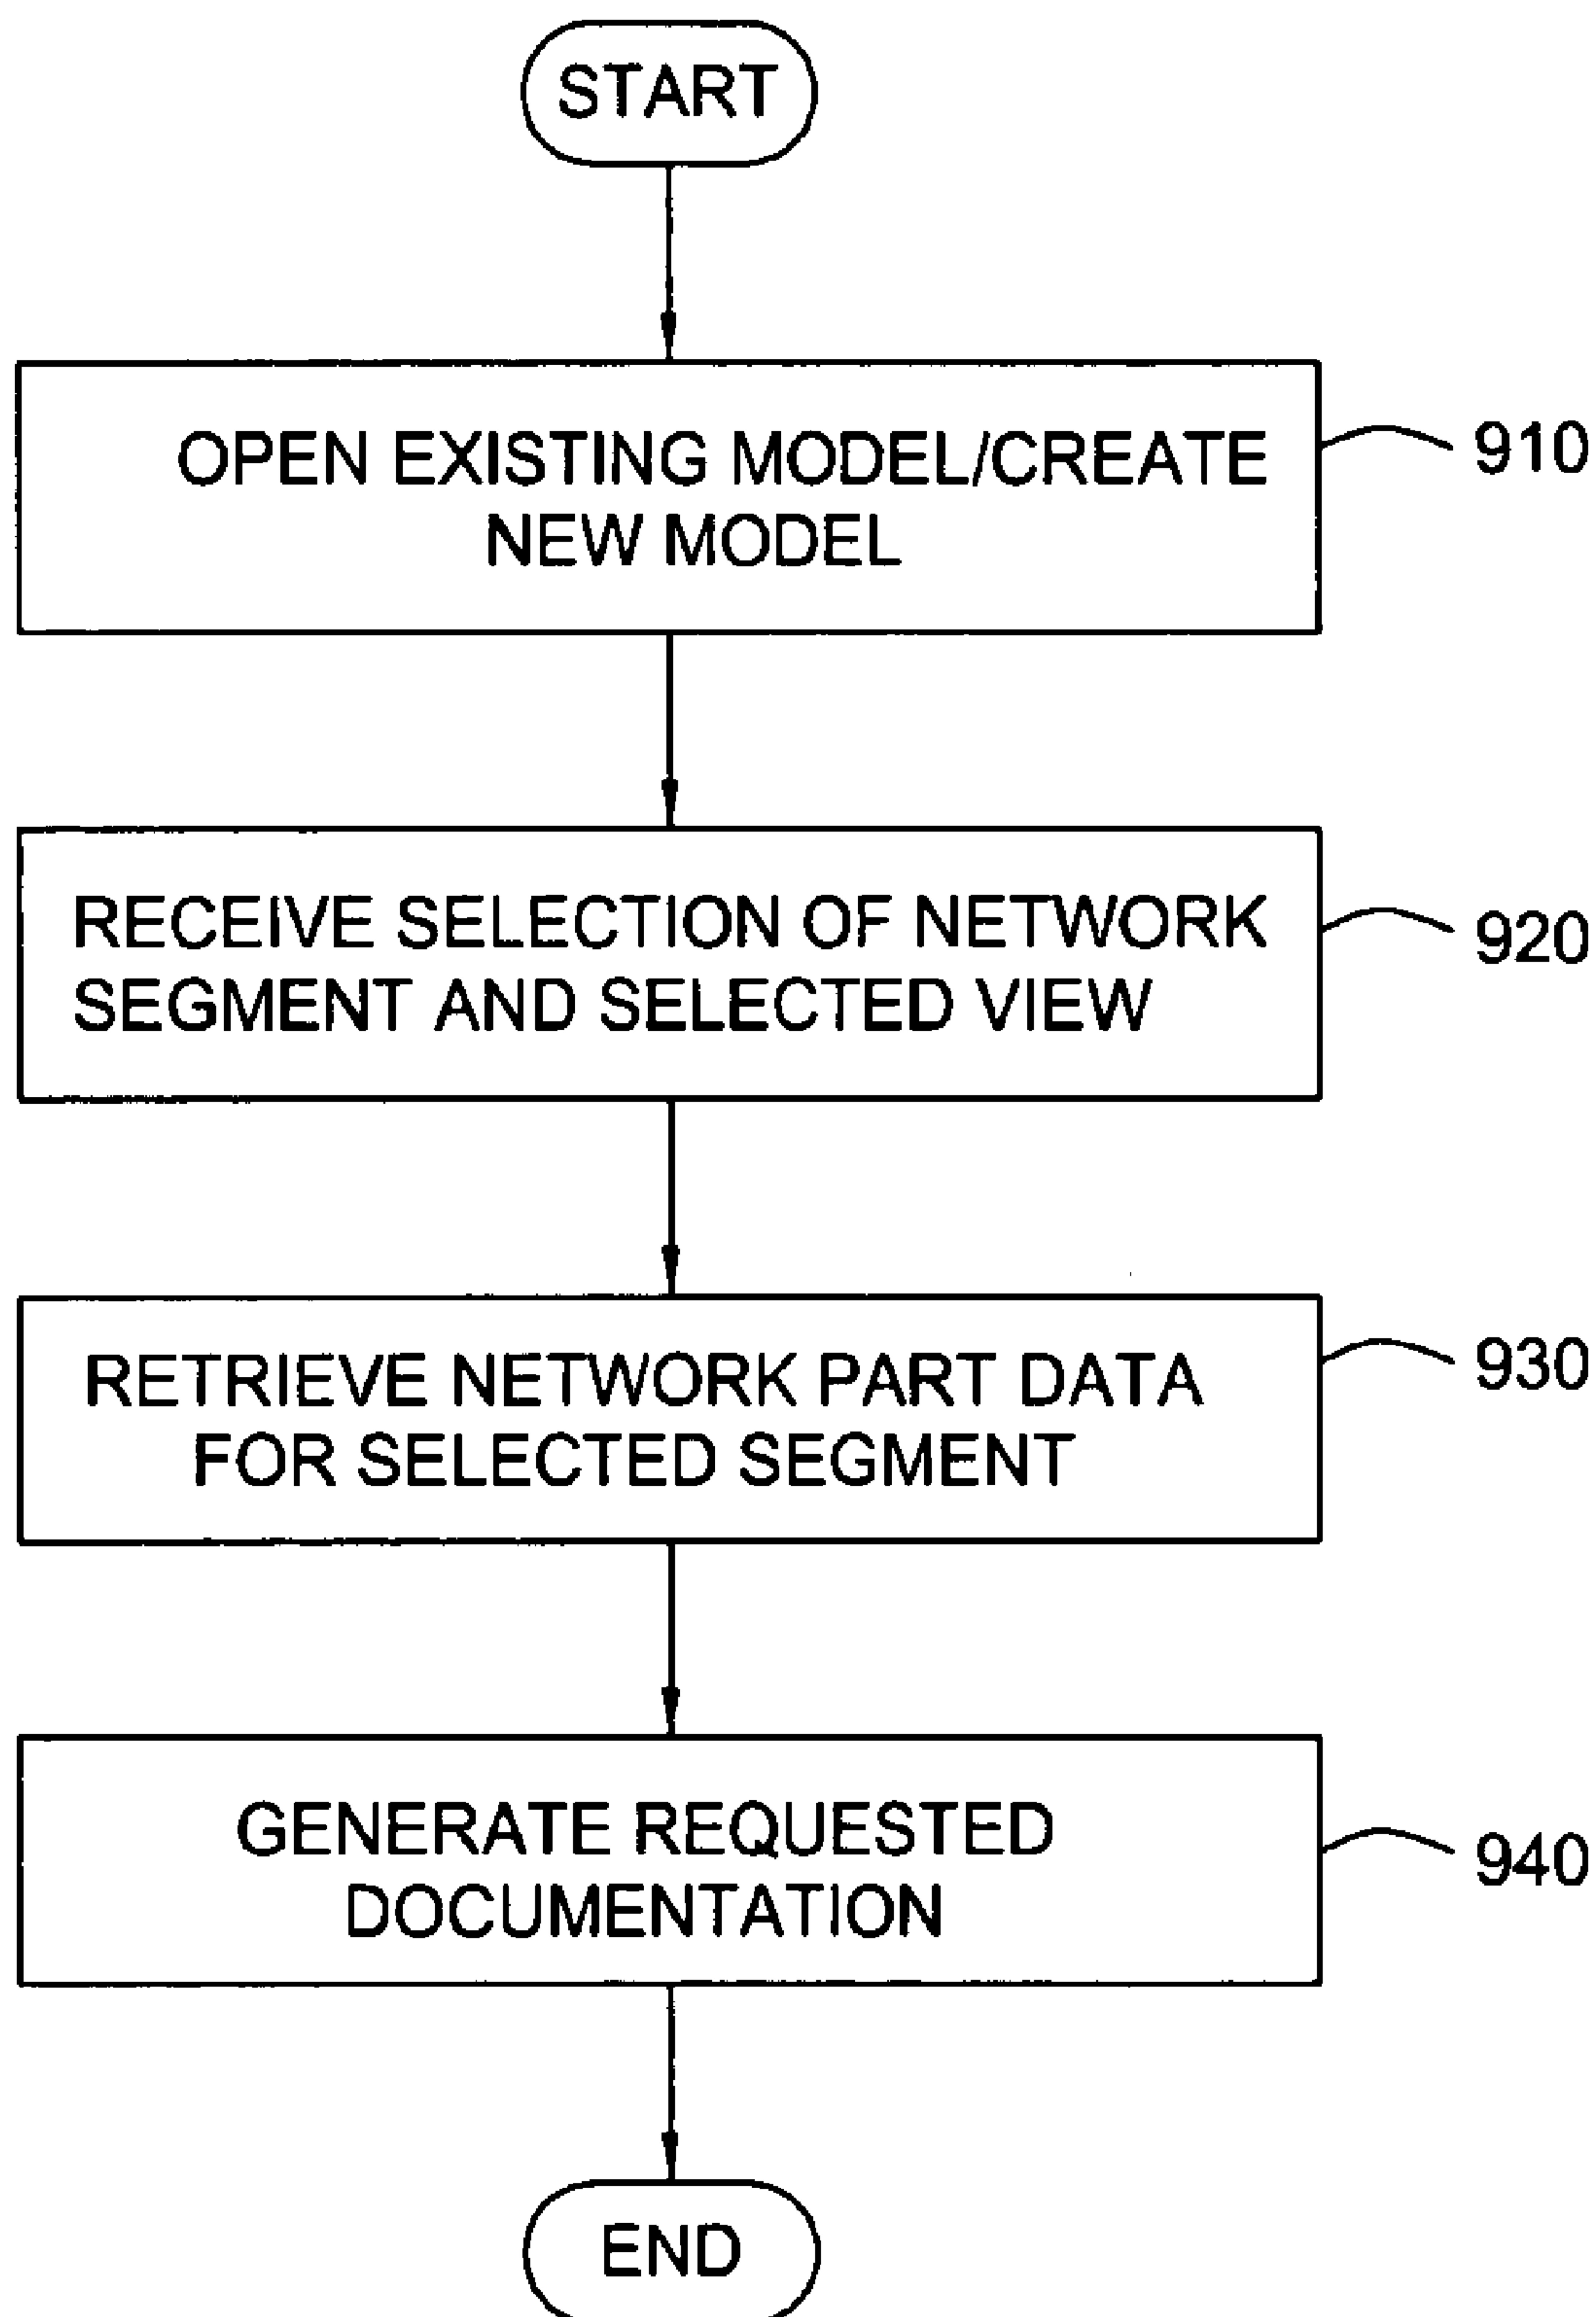 START
OPEN EXISTING MODEL/CREATE
NEW MODEL
910
RECEIVE SELECTION OF NETWORK
SEGMENT AND SELECTED VIEW
920
RETRIEVE NETWORK PART DATA
FOR SELECTED SEGMENT
930
GENERATE REQUESTED
DOCUMENTATION
940
END